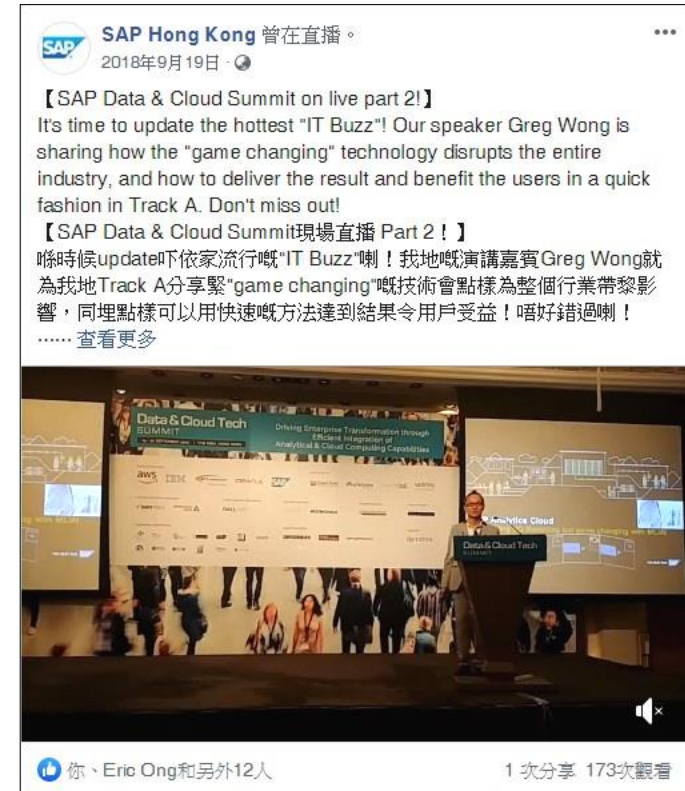 SAP
SAP Hong Kong 曾在直播。
2018年9月19日 ·
【SAP Data & Cloud Summit on live part 2!】
It's time to update the hottest "IT Buzz"! Our speaker Greg Wong is
sharing how the "game changing" technology disrupts the entire
industry, and how to deliver the result and benefit the users in a quick
fashion in Track A. Don't miss out!
【SAP Data & Cloud Summit現場直播 Part 2！】
喺時候update吓依家流行嘅"IT Buzz"喇！我地嘅演講嘉賓Greg Wong就
為我地Track A分享緊"game changing"嘅技術會點樣為整個行業帶黎影
響，同埋點樣可以用快速嘅方法達到結果令用戶受益！唔好錯過喇！
…… 查看更多
Data & Cloud Tech
SUMMIT
Driving Enterprise Transformation through
Efficient Integration of
Analytical & Cloud Computing Capabilities
aws IBM ORACLE SAP
Analytics Cloud
Data & Cloud Tech
SUMMIT
你、Eric Ong和另外12人
1 次分享 173次觀看